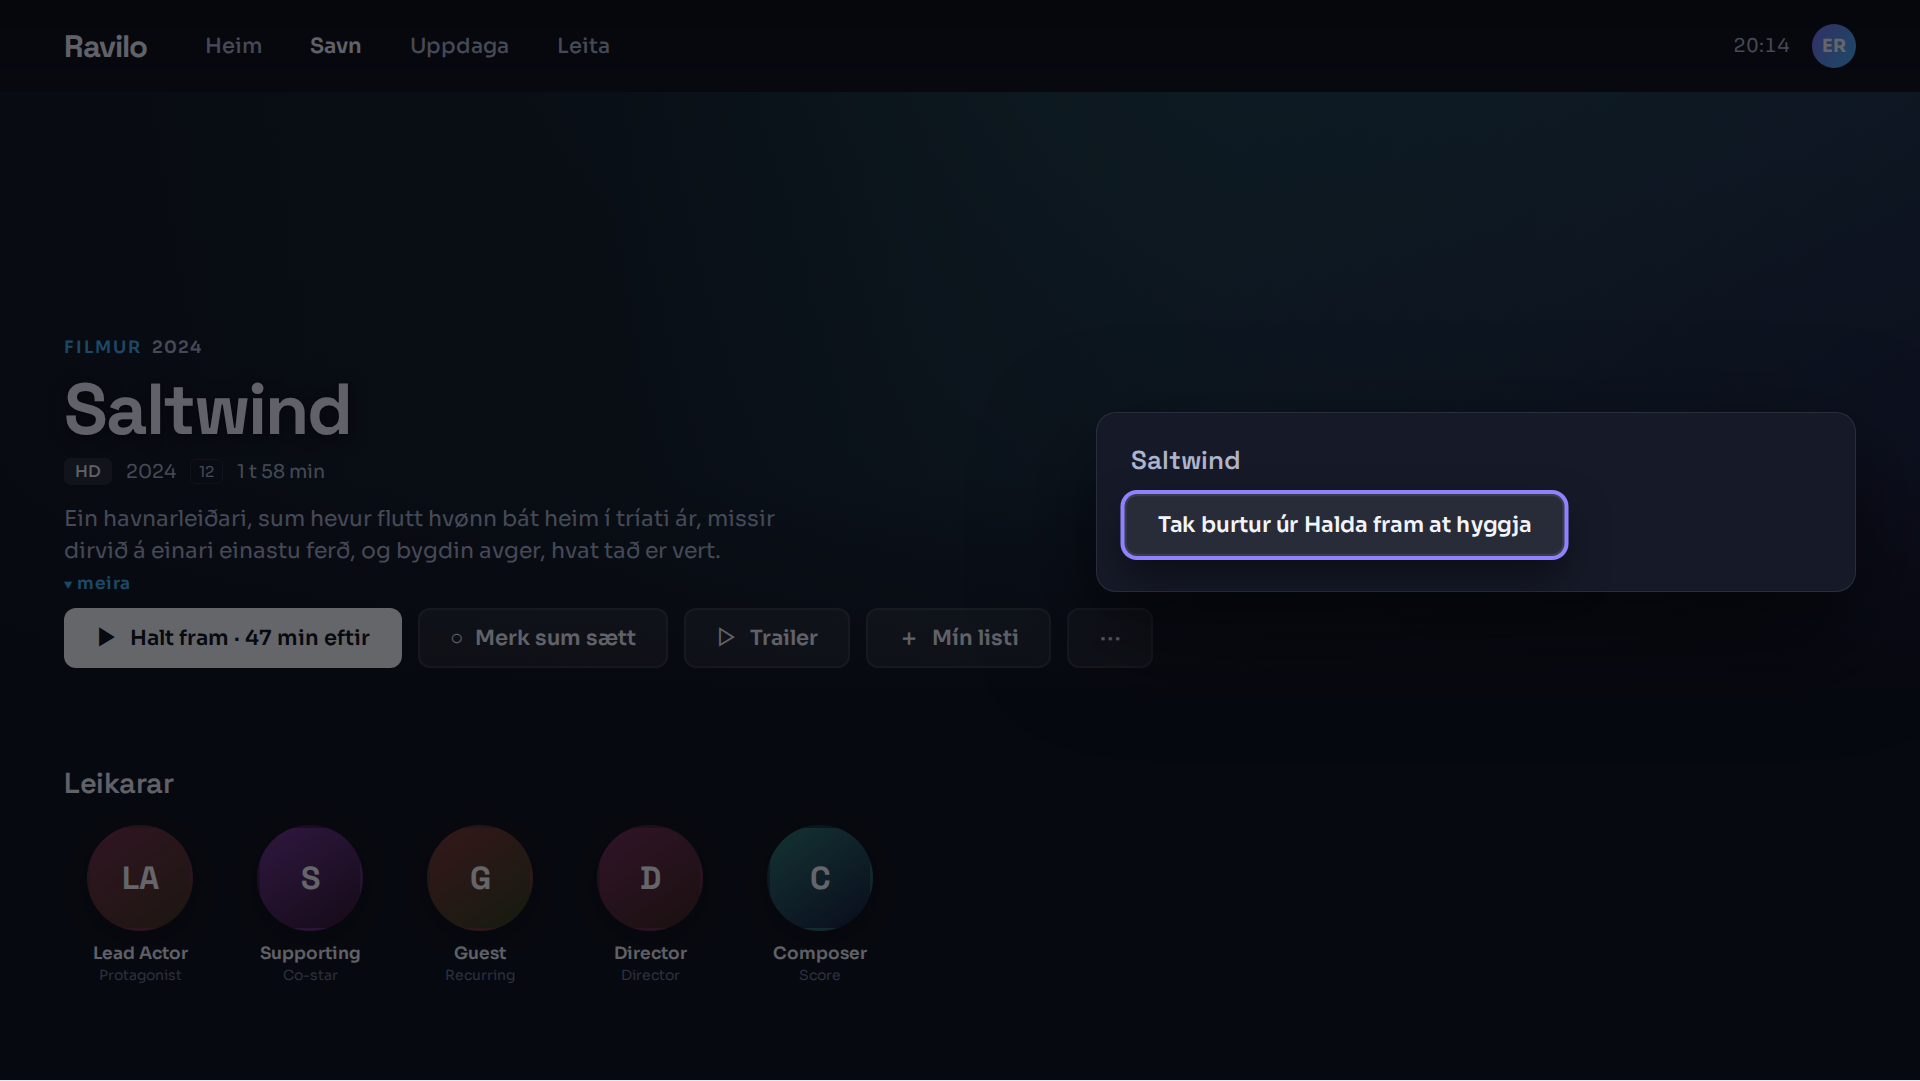 Ravilo
Heim
Savn
Uppdaga
Leita
20:14
ER
FILMUR 2024
Saltwind
HD 2024 12 1 t 58 min
Ein havnarleiðari, sum hevur flutt hvønn bát heim í tríati ár, missir
dirvið á einari einastu ferð, og bygdin avger, hvat tað er vert.
▾ meira
▶ Halt fram · 47 min eftir
○ Merk sum sætt
▷ Trailer
+ Mín listi
···
Saltwind
Tak burtur úr Halda fram at hyggja
Leikarar
LA
S
G
D
C
Lead Actor
Protagonist
Supporting
Co-star
Guest
Recurring
Director
Director
Composer
Score